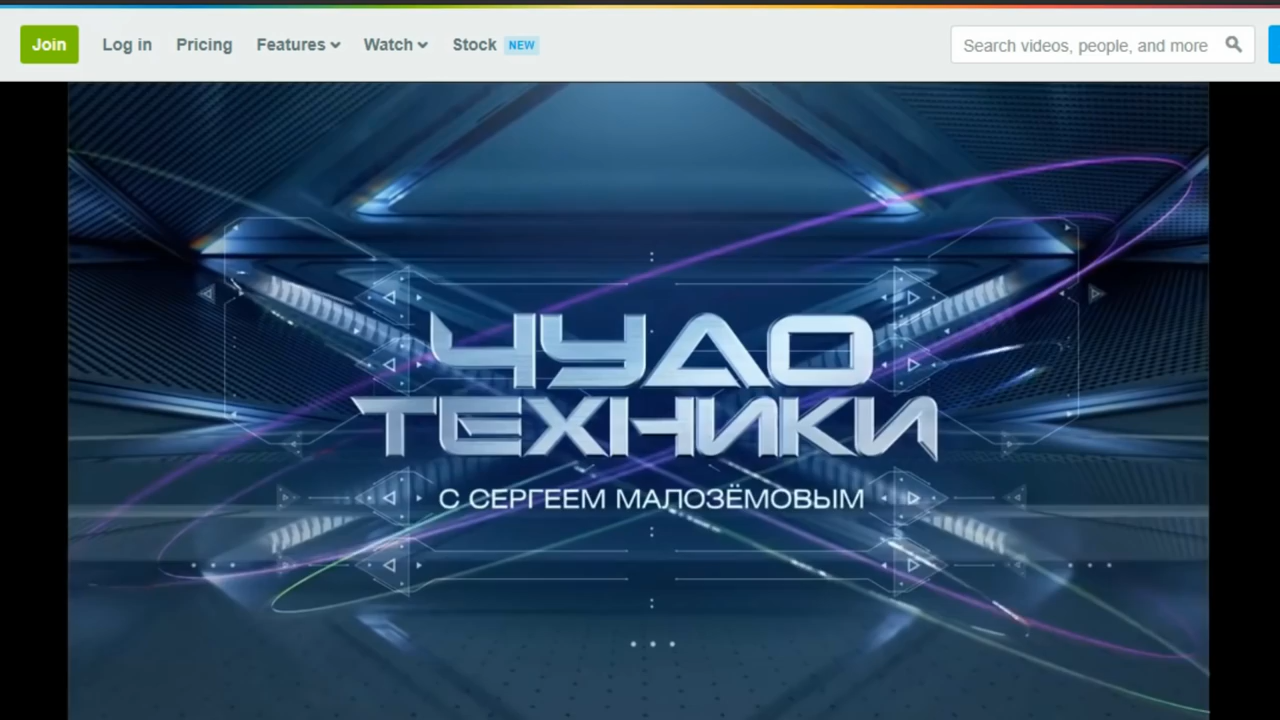 Join Log in Pricing Features Watch Stock NEW Search videos, people, and more
ЧУДО
ТЕХНИКИ
С СЕРГЕЕМ МАЛОЗЁМОВЫМ